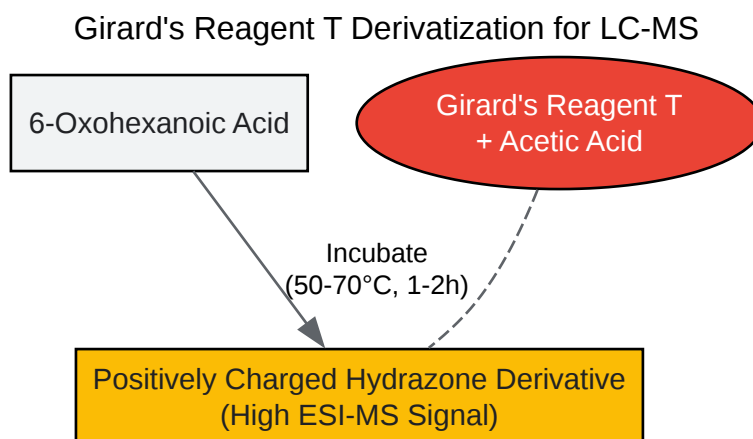 Girard's Reagent T Derivatization for LC-MS
6-Oxohexanoic Acid
Girard's Reagent T
+ Acetic Acid
Incubate
(50-70°C, 1-2h)
Positively Charged Hydrazone Derivative
(High ESI-MS Signal)